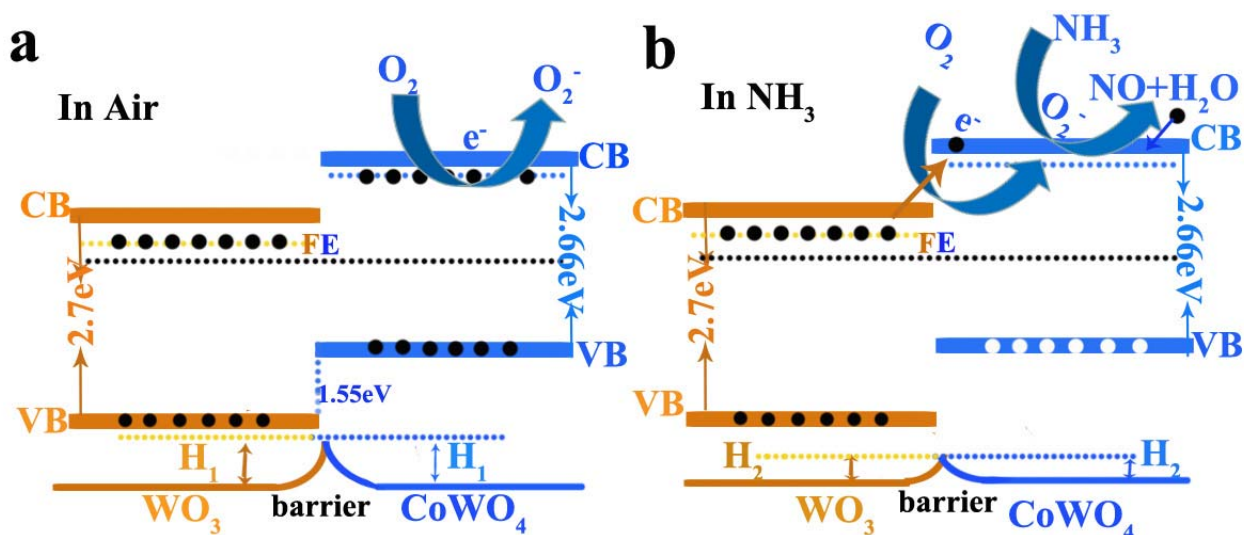 a
In Air
O2
O2-
e-
CB
CB
FE
2.7eV
2.66eV
VB
VB
1.55eV
H1
H1
WO3
barrier
CoWO4
b
In NH3
O2
NH3
NO+H2O
e-
O2-
CB
CB
FE
2.7eV
2.66eV
VB
VB
H2
H2
WO3
barrier
CoWO4